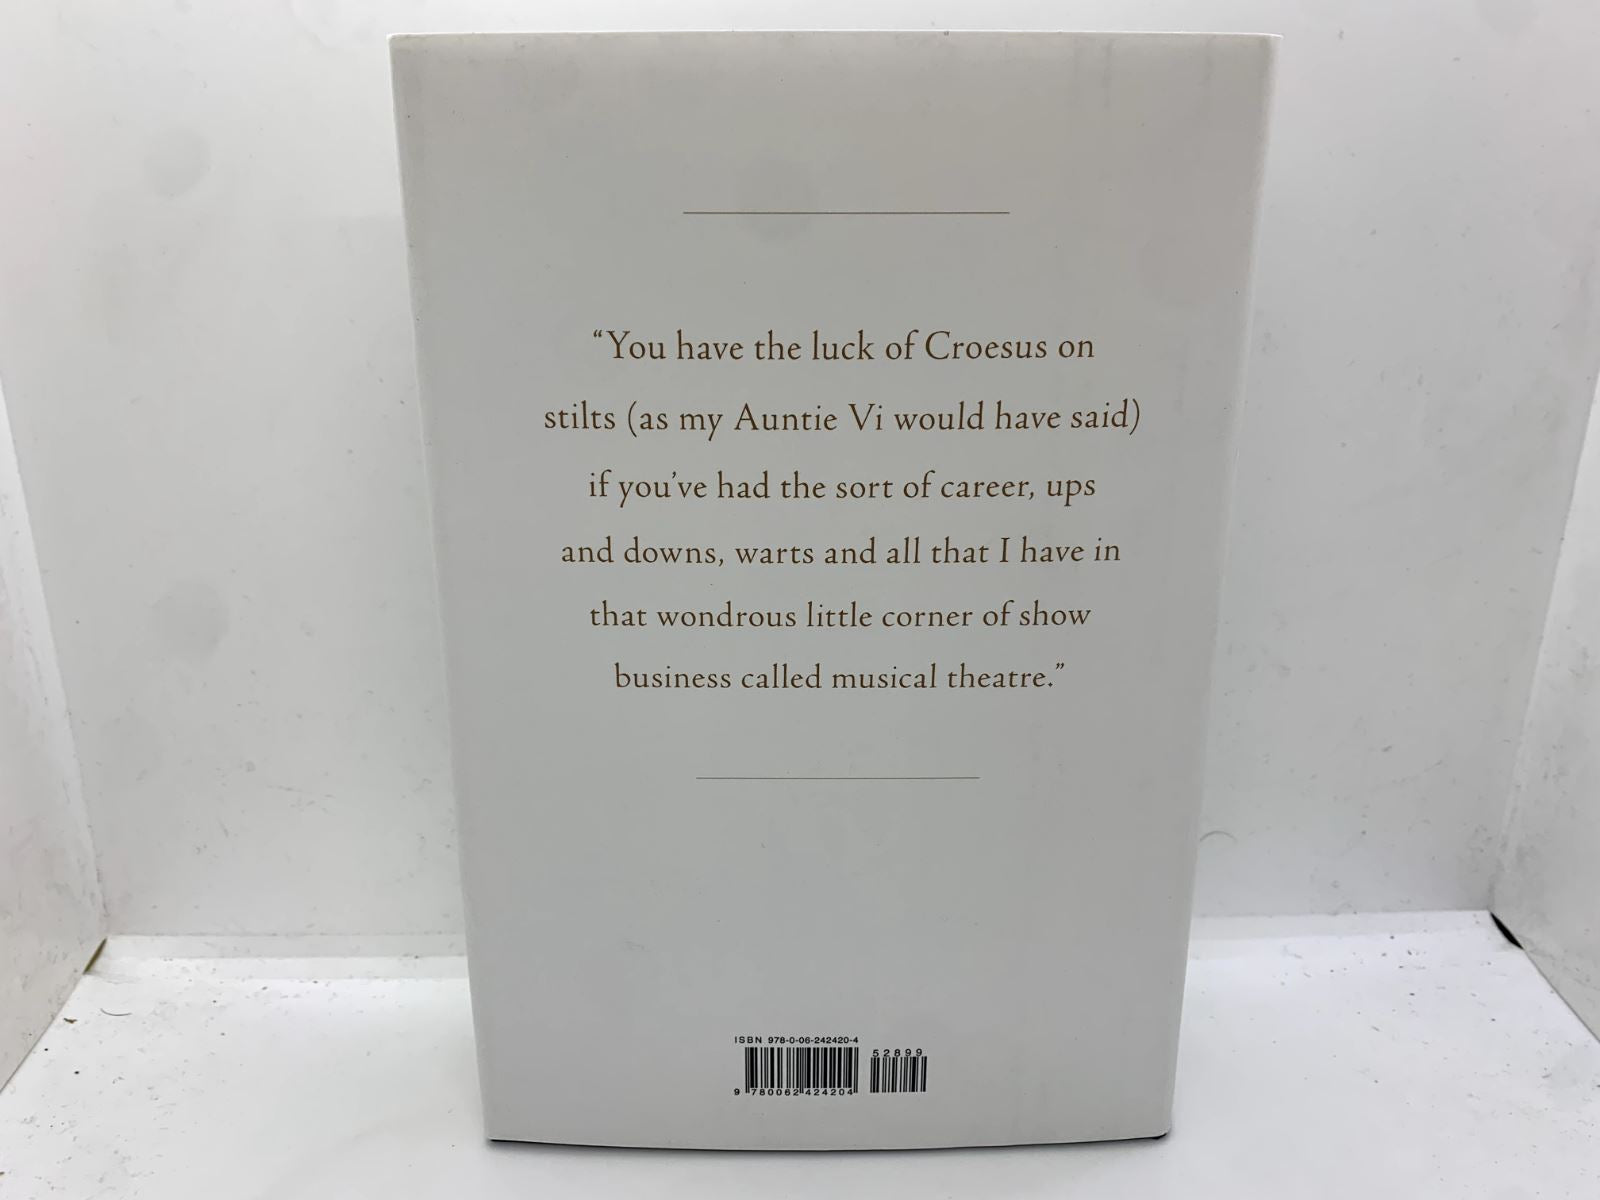 “You have the luck of Croesus on
stilts (as my Auntie Vi would have said)
if you’ve had the sort of career, ups
and downs, warts and all that I have in
that wondrous little corner of show
business called musical theatre.”
ISBN 978-0-06-242420-4
52899
9 780062 424204